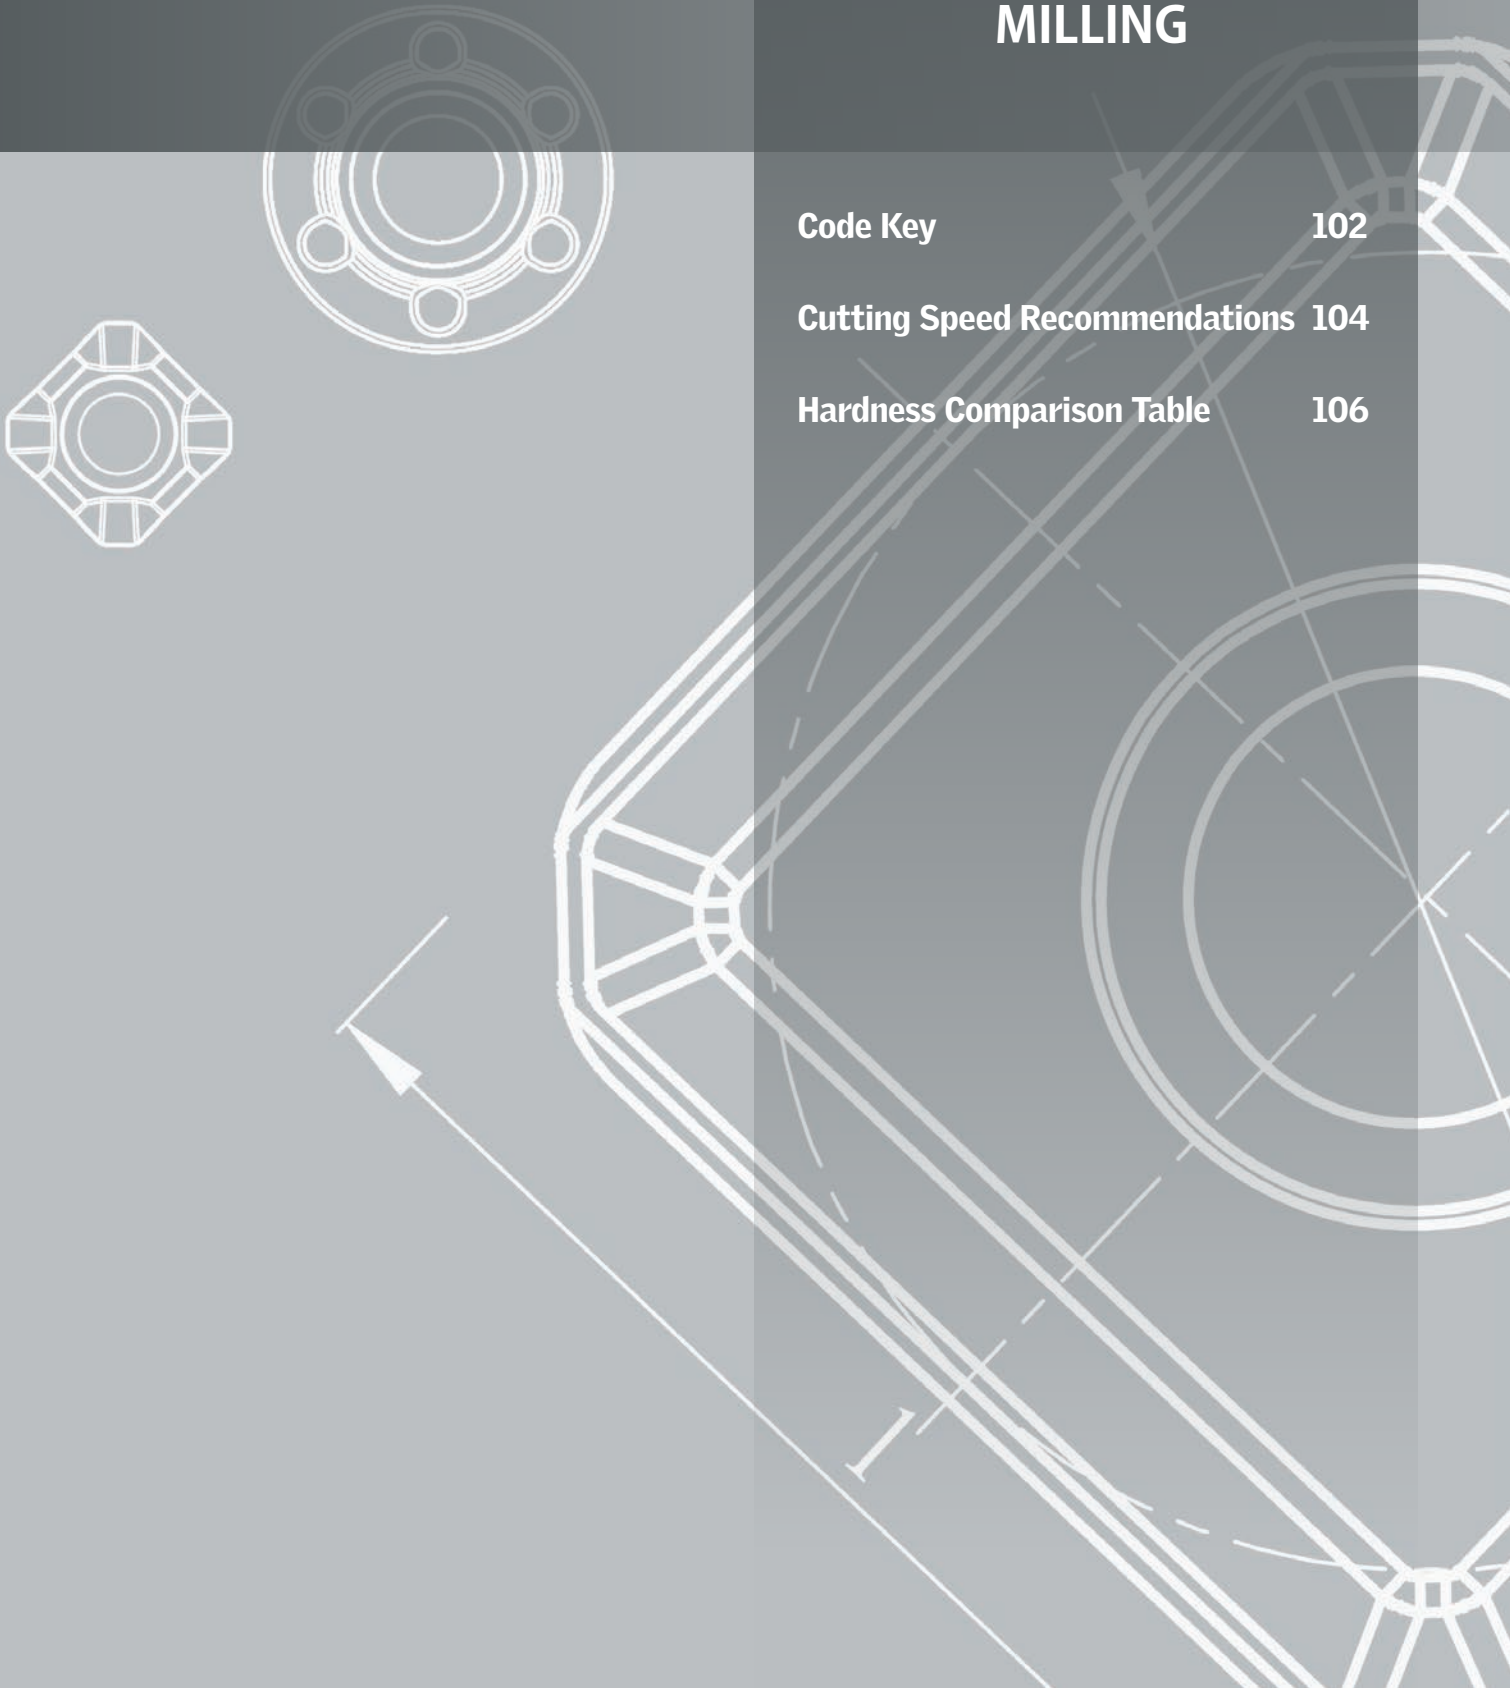 MILLING
Code Key 102
Cutting Speed Recommendations 104
Hardness Comparison Table 106
l